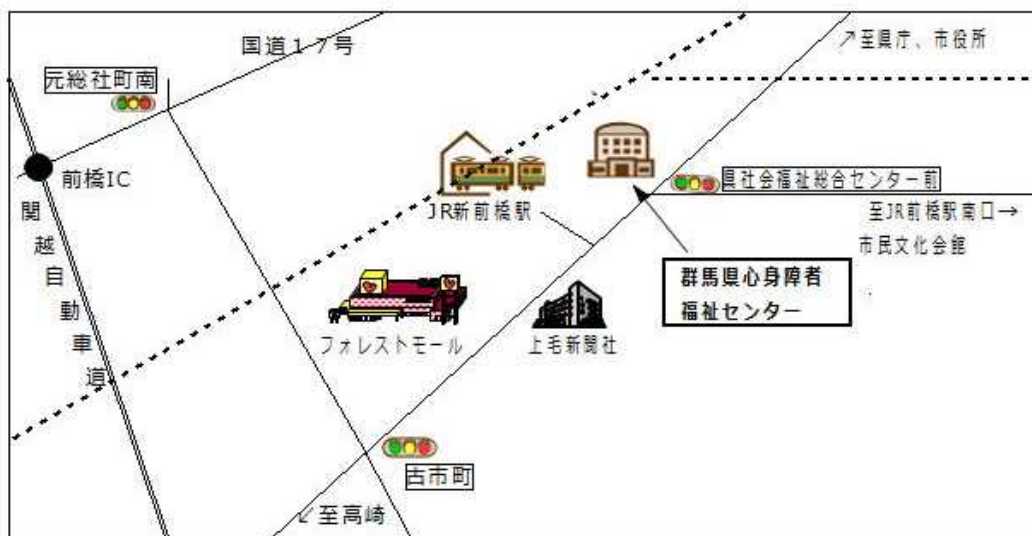 国道17号
↗至県庁、市役所
元総社町南
前橋IC
県社会福祉総合センター前
JR新前橋駅
至JR前橋駅南口→
市民文化会館
関越自動車道
群馬県心身障者
福祉センター
フォレストモール
上毛新聞社
古市町
↙至高崎